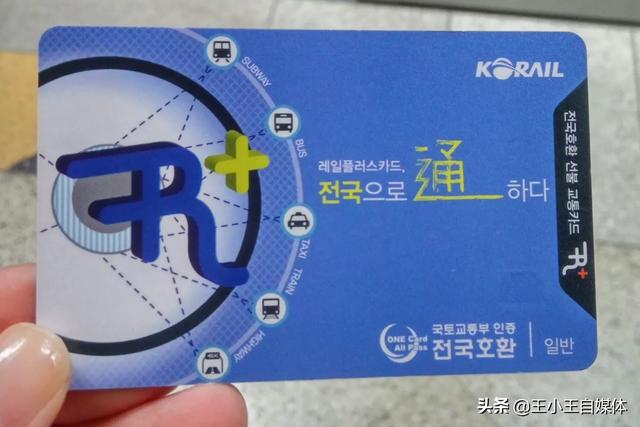 KORAIL
SUBWAY
BUS
TAXI
TRAIN
HIGHWAY
R+
레일플러스카드,
전국으로 通 하다
전국호환 선불 교통카드
R+
ONE Card
All Pass
국토교통부 인증
전국호환
일반
头条 @王小王自媒体